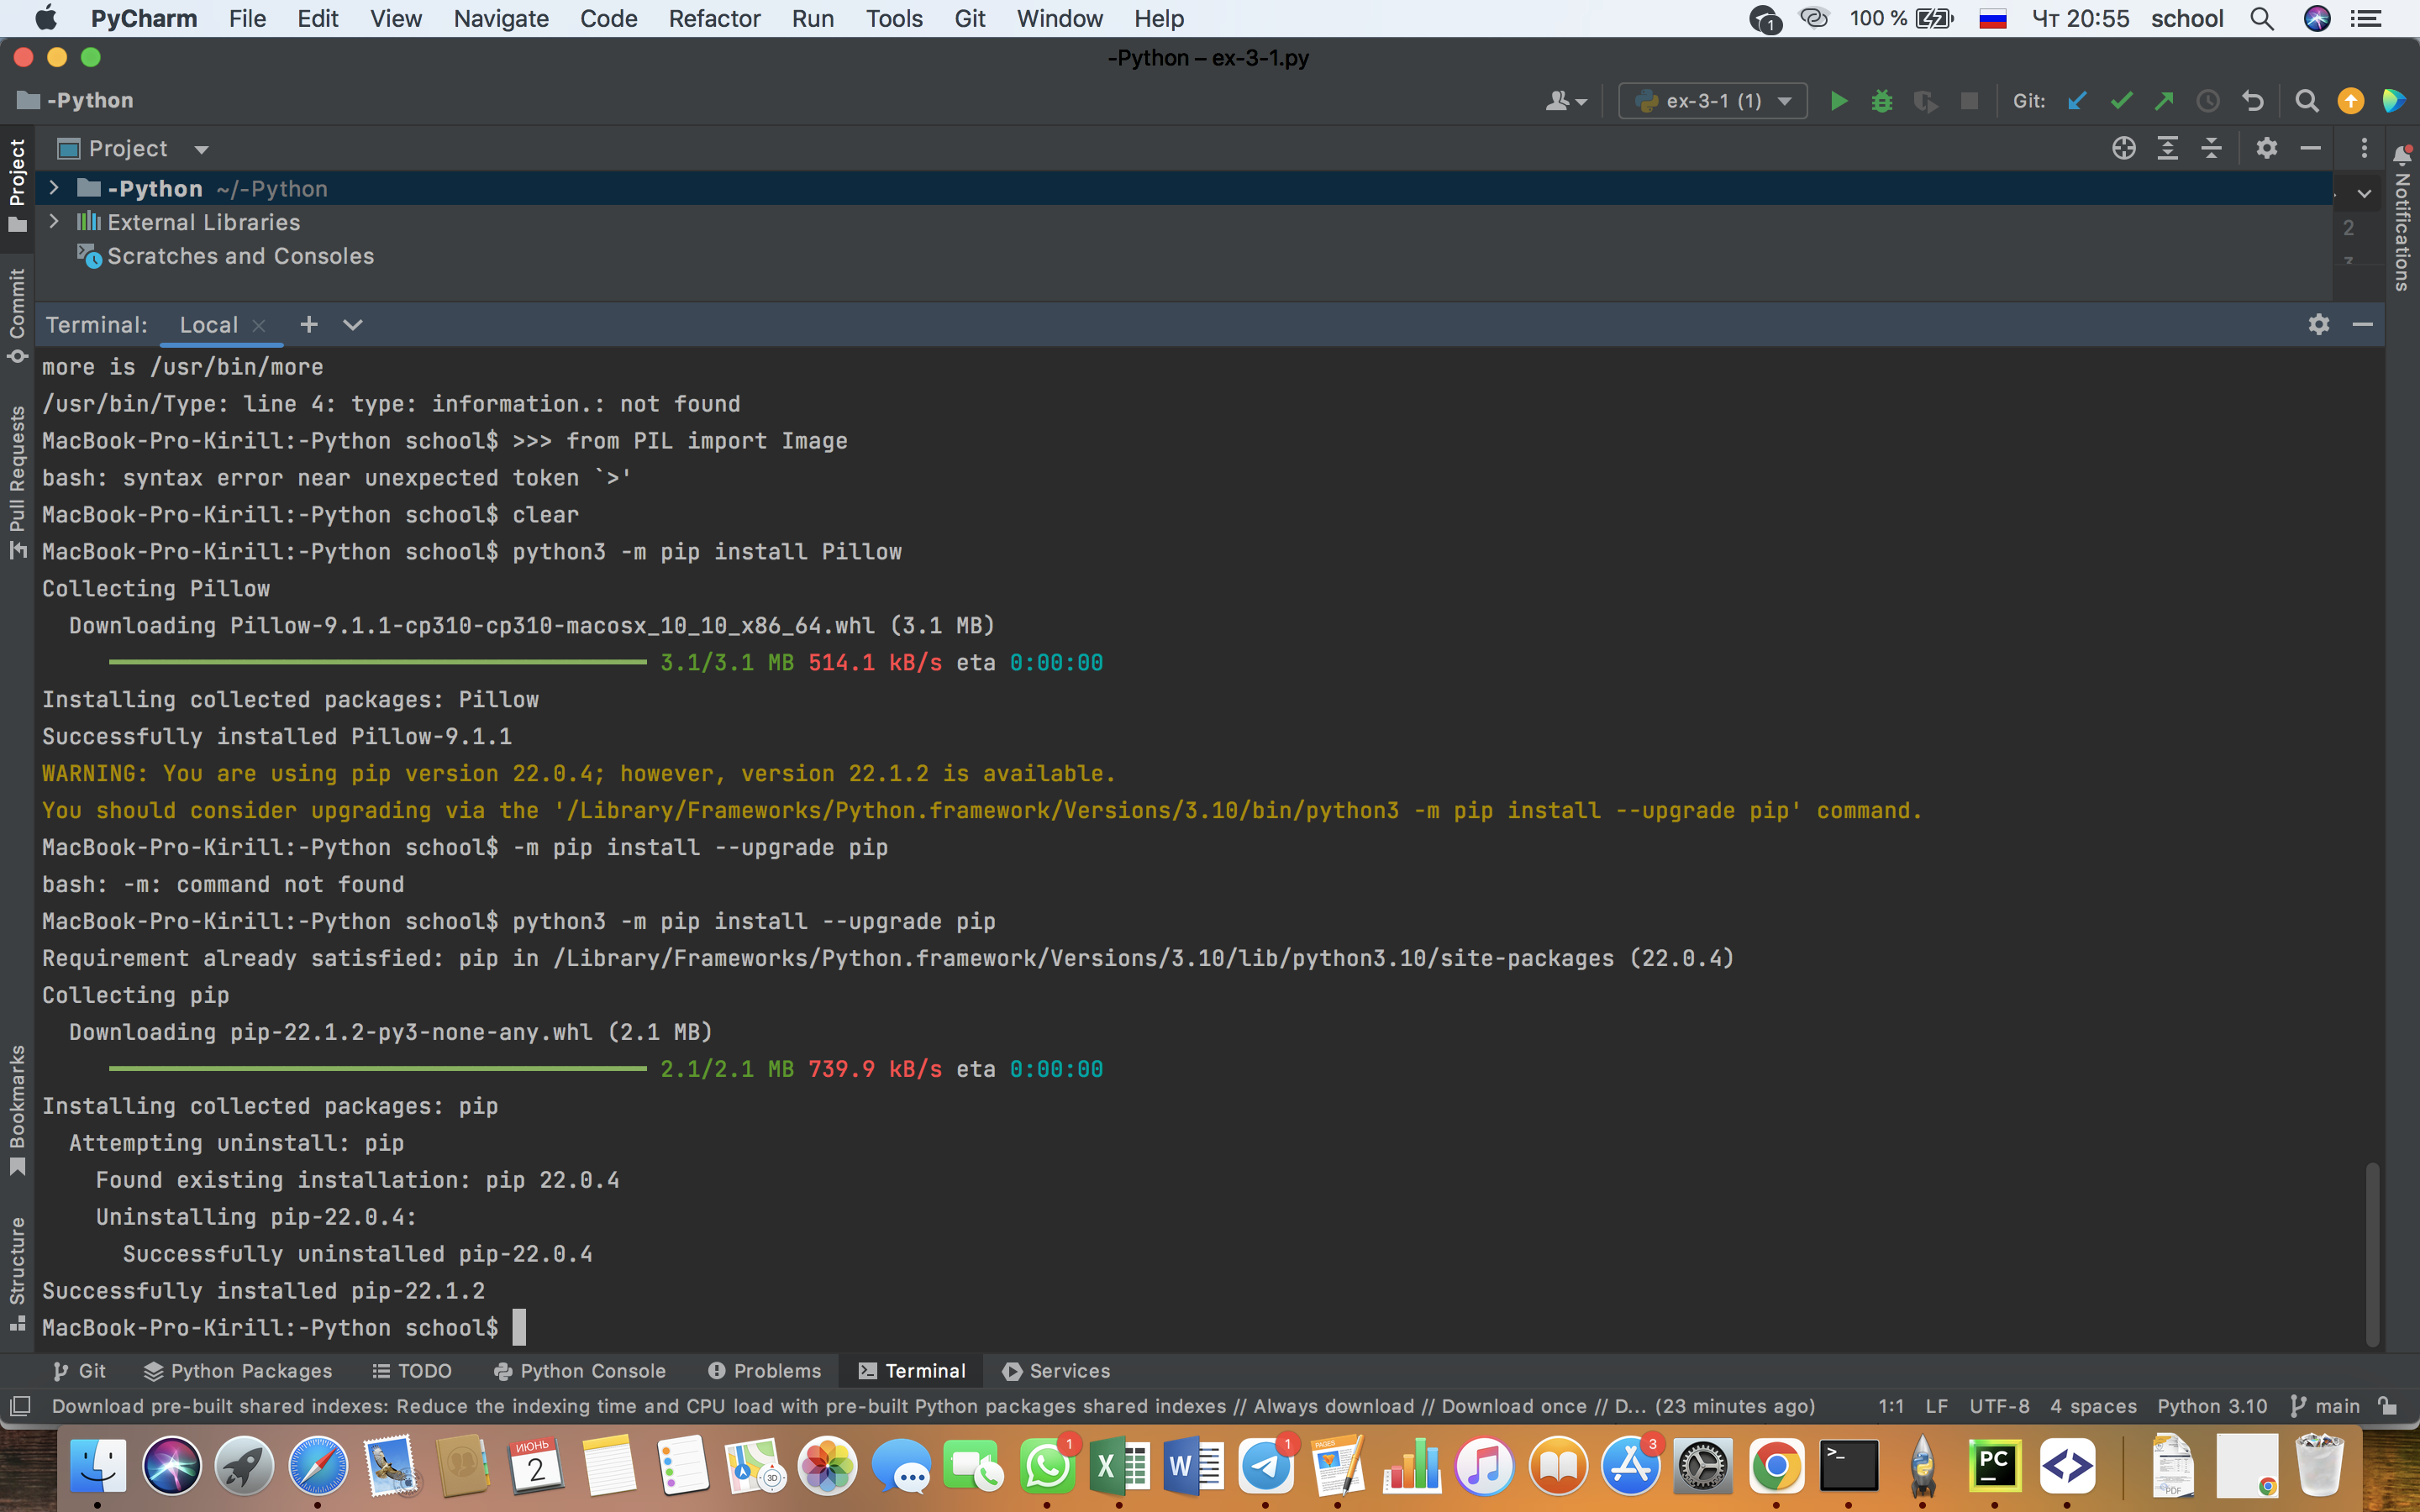 PyCharm File Edit View Navigate Code Refactor Run Tools Git Window Help 1 100 % Чт 20:55 school
-Python – ex-3-1.py
-Python ex-3-1 (1) Git:
Project
-Python ~/-Python
External Libraries
Scratches and Consoles
2
3
Project
Commit
Pull Requests
Bookmarks
Structure
Notifications
Terminal: Local
more is /usr/bin/more
/usr/bin/Type: line 4: type: information.: not found
MacBook-Pro-Kirill:-Python school$ >>> from PIL import Image
bash: syntax error near unexpected token `>'
MacBook-Pro-Kirill:-Python school$ clear
MacBook-Pro-Kirill:-Python school$ python3 -m pip install Pillow
Collecting Pillow
Downloading Pillow-9.1.1-cp310-cp310-macosx_10_10_x86_64.whl (3.1 MB)
3.1/3.1 MB 514.1 kB/s eta 0:00:00
Installing collected packages: Pillow
Successfully installed Pillow-9.1.1
WARNING: You are using pip version 22.0.4; however, version 22.1.2 is available.
You should consider upgrading via the '/Library/Frameworks/Python.framework/Versions/3.10/bin/python3 -m pip install --upgrade pip' command.
MacBook-Pro-Kirill:-Python school$ -m pip install --upgrade pip
bash: -m: command not found
MacBook-Pro-Kirill:-Python school$ python3 -m pip install --upgrade pip
Requirement already satisfied: pip in /Library/Frameworks/Python.framework/Versions/3.10/lib/python3.10/site-packages (22.0.4)
Collecting pip
Downloading pip-22.1.2-py3-none-any.whl (2.1 MB)
2.1/2.1 MB 739.9 kB/s eta 0:00:00
Installing collected packages: pip
Attempting uninstall: pip
Found existing installation: pip 22.0.4
Uninstalling pip-22.0.4:
Successfully uninstalled pip-22.0.4
Successfully installed pip-22.1.2
MacBook-Pro-Kirill:-Python school$
Git Python Packages TODO Python Console Problems Terminal Services
Download pre-built shared indexes: Reduce the indexing time and CPU load with pre-built Python packages shared indexes // Always download // Download once // D... (23 minutes ago) 1:1 LF UTF-8 4 spaces Python 3.10 main
ИЮНЬ
2
3D
1
X
W
1
PAGES
3
PC
PDF